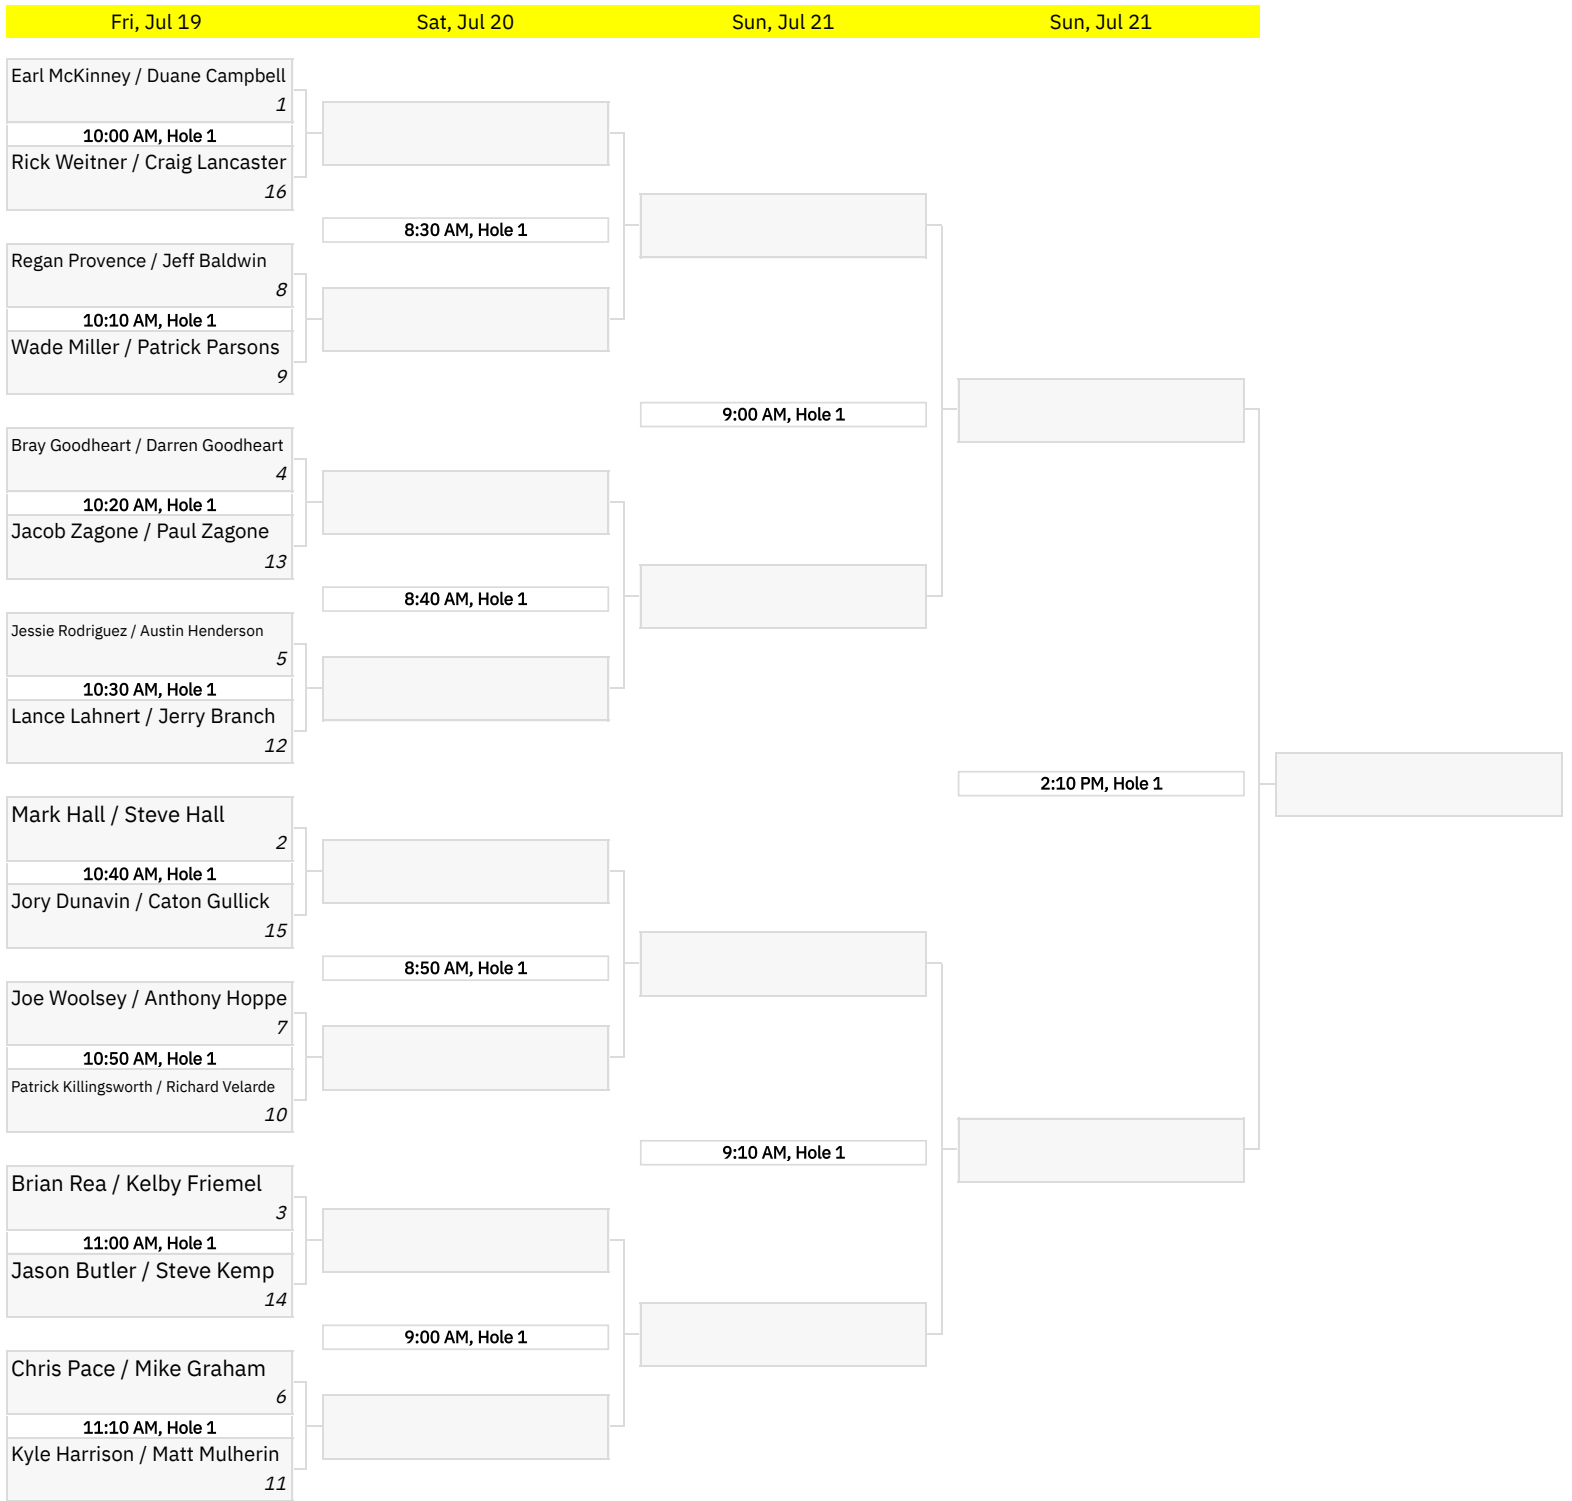 Fri, Jul 19
Sat, Jul 20
Sun, Jul 21
Sun, Jul 21
Earl McKinney / Duane Campbell
1
10:00 AM, Hole 1
Rick Weitner / Craig Lancaster
16
8:30 AM, Hole 1
Regan Provence / Jeff Baldwin
8
10:10 AM, Hole 1
Wade Miller / Patrick Parsons
9
9:00 AM, Hole 1
Bray Goodheart / Darren Goodheart
4
10:20 AM, Hole 1
Jacob Zagone / Paul Zagone
13
8:40 AM, Hole 1
Jessie Rodriguez / Austin Henderson
5
10:30 AM, Hole 1
Lance Lahnert / Jerry Branch
12
2:10 PM, Hole 1
Mark Hall / Steve Hall
2
10:40 AM, Hole 1
Jory Dunavin / Caton Gullick
15
8:50 AM, Hole 1
Joe Woolsey / Anthony Hoppe
7
10:50 AM, Hole 1
Patrick Killingsworth / Richard Velarde
10
9:10 AM, Hole 1
Brian Rea / Kelby Friemel
3
11:00 AM, Hole 1
Jason Butler / Steve Kemp
14
9:00 AM, Hole 1
Chris Pace / Mike Graham
6
11:10 AM, Hole 1
Kyle Harrison / Matt Mulherin
11